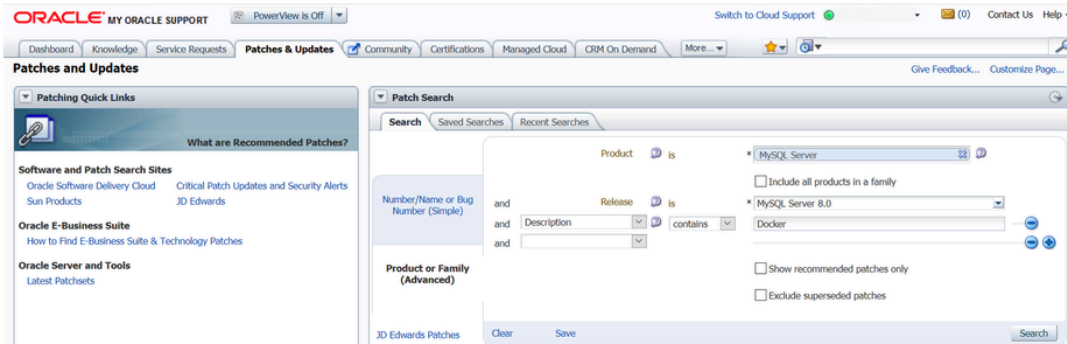 ORACLE MY ORACLE SUPPORT PowerView is Off Switch to Cloud Support (0) Contact Us Help
Dashboard Knowledge Service Requests Patches & Updates Community Certifications Managed Cloud CRM On Demand More...
Patches and Updates Give Feedback... Customize Page...
Patching Quick Links
What are Recommended Patches?
Software and Patch Search Sites
Oracle Software Delivery Cloud Critical Patch Updates and Security Alerts
Sun Products JD Edwards
Oracle E-Business Suite
How to Find E-Business Suite & Technology Patches
Oracle Server and Tools
Latest Patchsets
Patch Search
Search Saved Searches Recent Searches
Number/Name or Bug
Number (Simple)
Product or Family
(Advanced)
JD Edwards Patches
Product is * MySQL Server
Include all products in a family
and Release is * MySQL Server 8.0
and Description contains Docker
and
Show recommended patches only
Exclude superseded patches
Clear Save Search